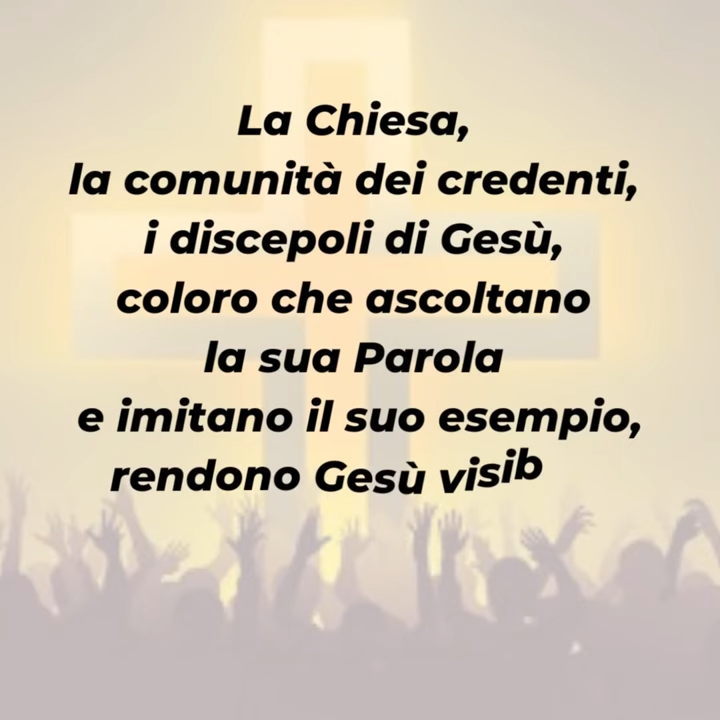 La Chiesa,
la comunità dei credenti,
i discepoli di Gesù,
coloro che ascoltano
la sua Parola
e imitano il suo esempio,
rendono Gesù visib